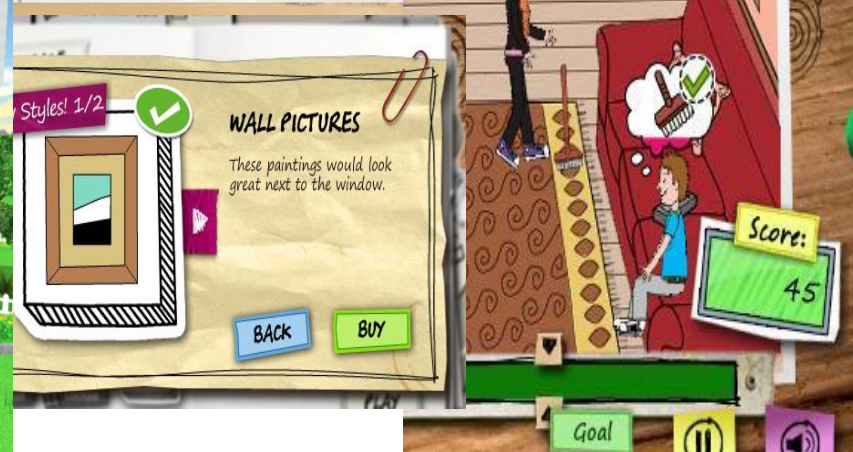 Styles! 1/2
WALL PICTURES
These paintings would look
great next to the window.
BACK
BUY
PLAY
Score:
45
Goal